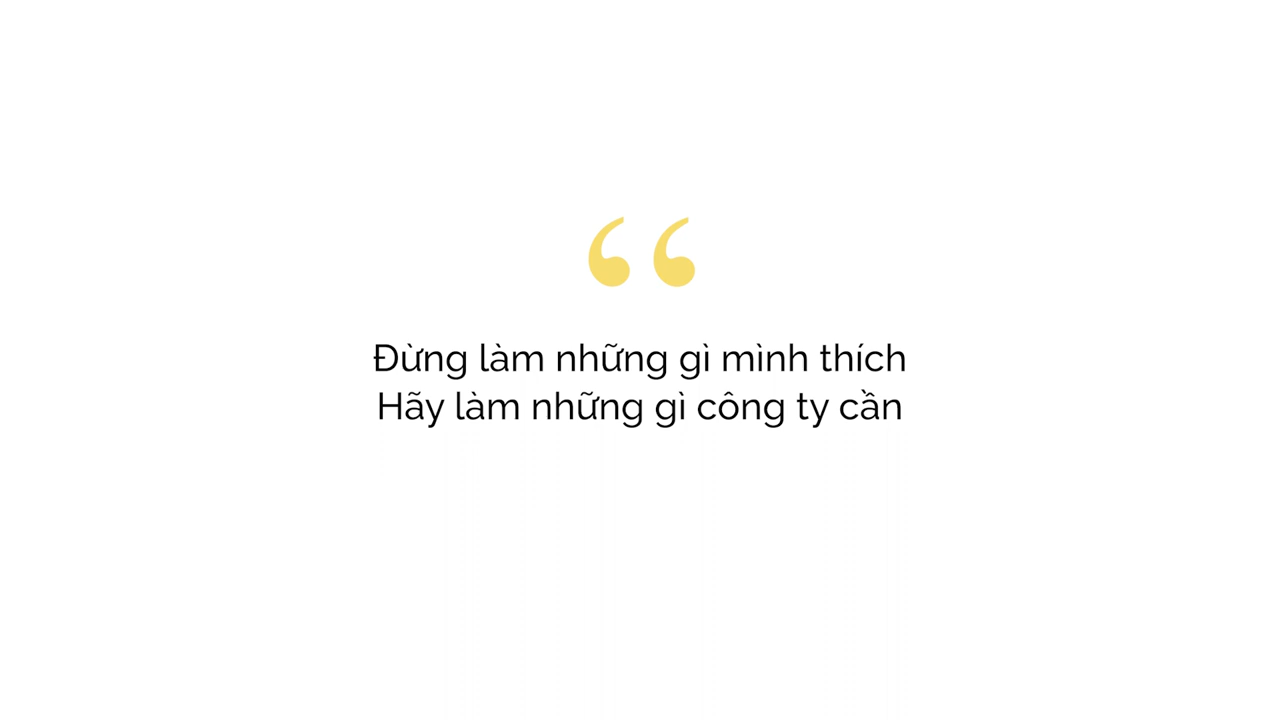 “
Đừng làm những gì mình thích
Hãy làm những gì công ty cần